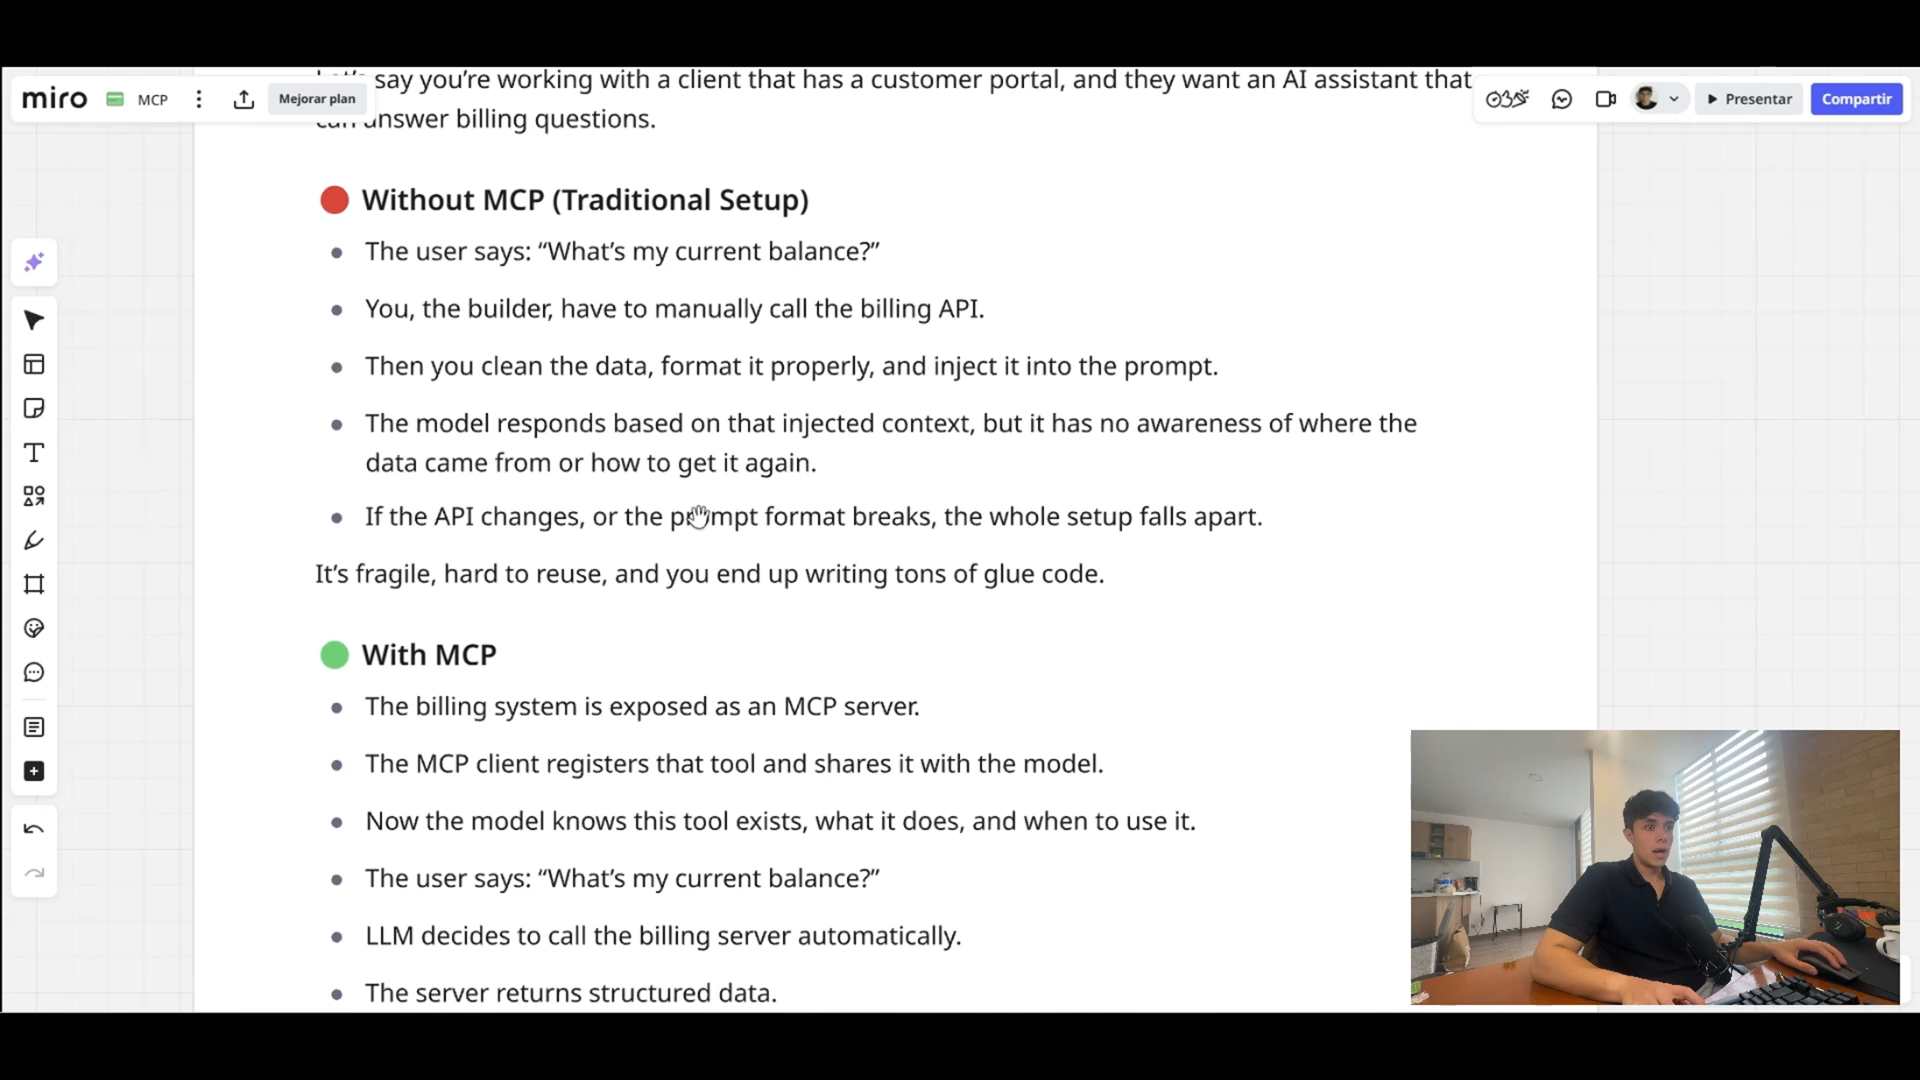 Let's say you're working with a client that has a customer portal, and they want an AI assistant that
can answer billing questions.
miro
MCP
Mejorar plan
Presentar
Compartir
Without MCP (Traditional Setup)
The user says: “What's my current balance?”
You, the builder, have to manually call the billing API.
Then you clean the data, format it properly, and inject it into the prompt.
The model responds based on that injected context, but it has no awareness of where the
data came from or how to get it again.
If the API changes, or the prompt format breaks, the whole setup falls apart.
It's fragile, hard to reuse, and you end up writing tons of glue code.
With MCP
The billing system is exposed as an MCP server.
The MCP client registers that tool and shares it with the model.
Now the model knows this tool exists, what it does, and when to use it.
The user says: “What's my current balance?”
LLM decides to call the billing server automatically.
The server returns structured data.